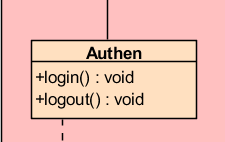 Authen
+login() : void
+logout() : void